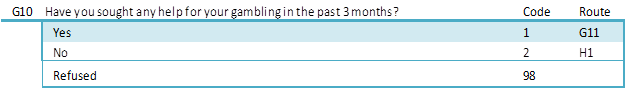 G10 Have you sought any help for your gambling in the past 3 months? Code Route
Yes 1 G11
No 2 H1
Refused 98